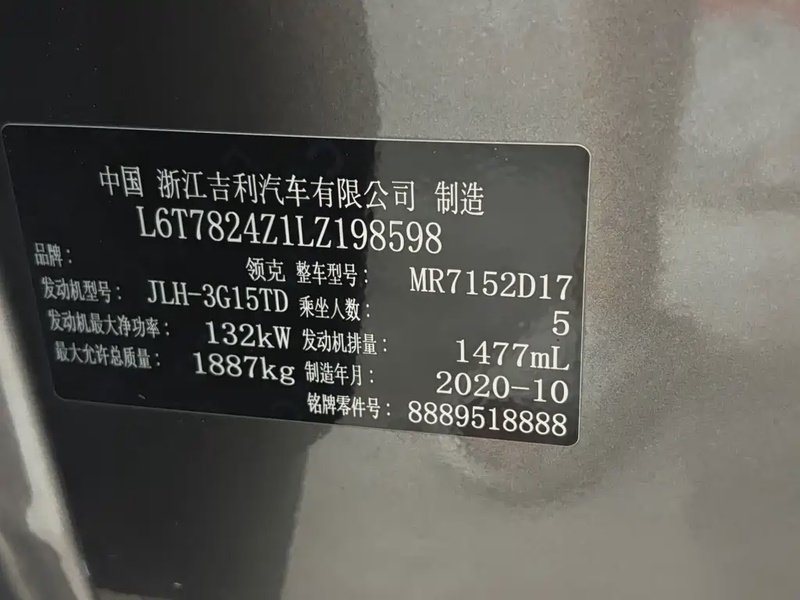 中国 浙江吉利汽车有限公司 制造
L6T7824Z1LZ198598
品牌： 领克 整车型号： MR7152D17
发动机型号： JLH-3G15TD 乘坐人数： 5
发动机最大净功率： 132kW 发动机排量： 1477mL
最大允许总质量： 1887kg 制造年月： 2020-10
铭牌零件号： 8889518888